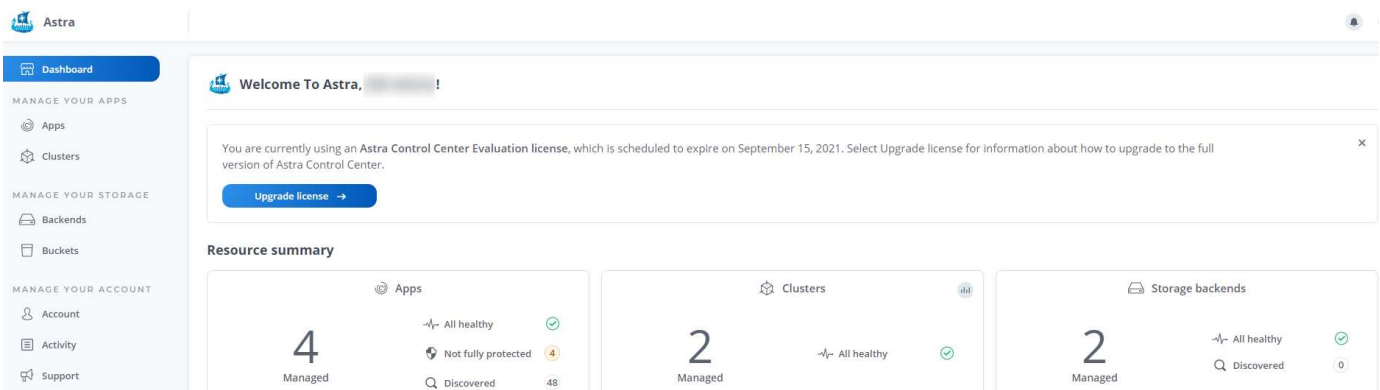 Astra
Dashboard
MANAGE YOUR APPS
Apps
Clusters
MANAGE YOUR STORAGE
Backends
Buckets
MANAGE YOUR ACCOUNT
Account
Activity
Support
Welcome To Astra, !
You are currently using an Astra Control Center Evaluation license, which is scheduled to expire on September 15, 2021. Select Upgrade license for information about how to upgrade to the full
version of Astra Control Center.
Upgrade license →
Resource summary
Apps
4
Managed
All healthy
Not fully protected 4
Discovered 48
Clusters
2
Managed
All healthy
Storage backends
2
Managed
All healthy
Discovered 0